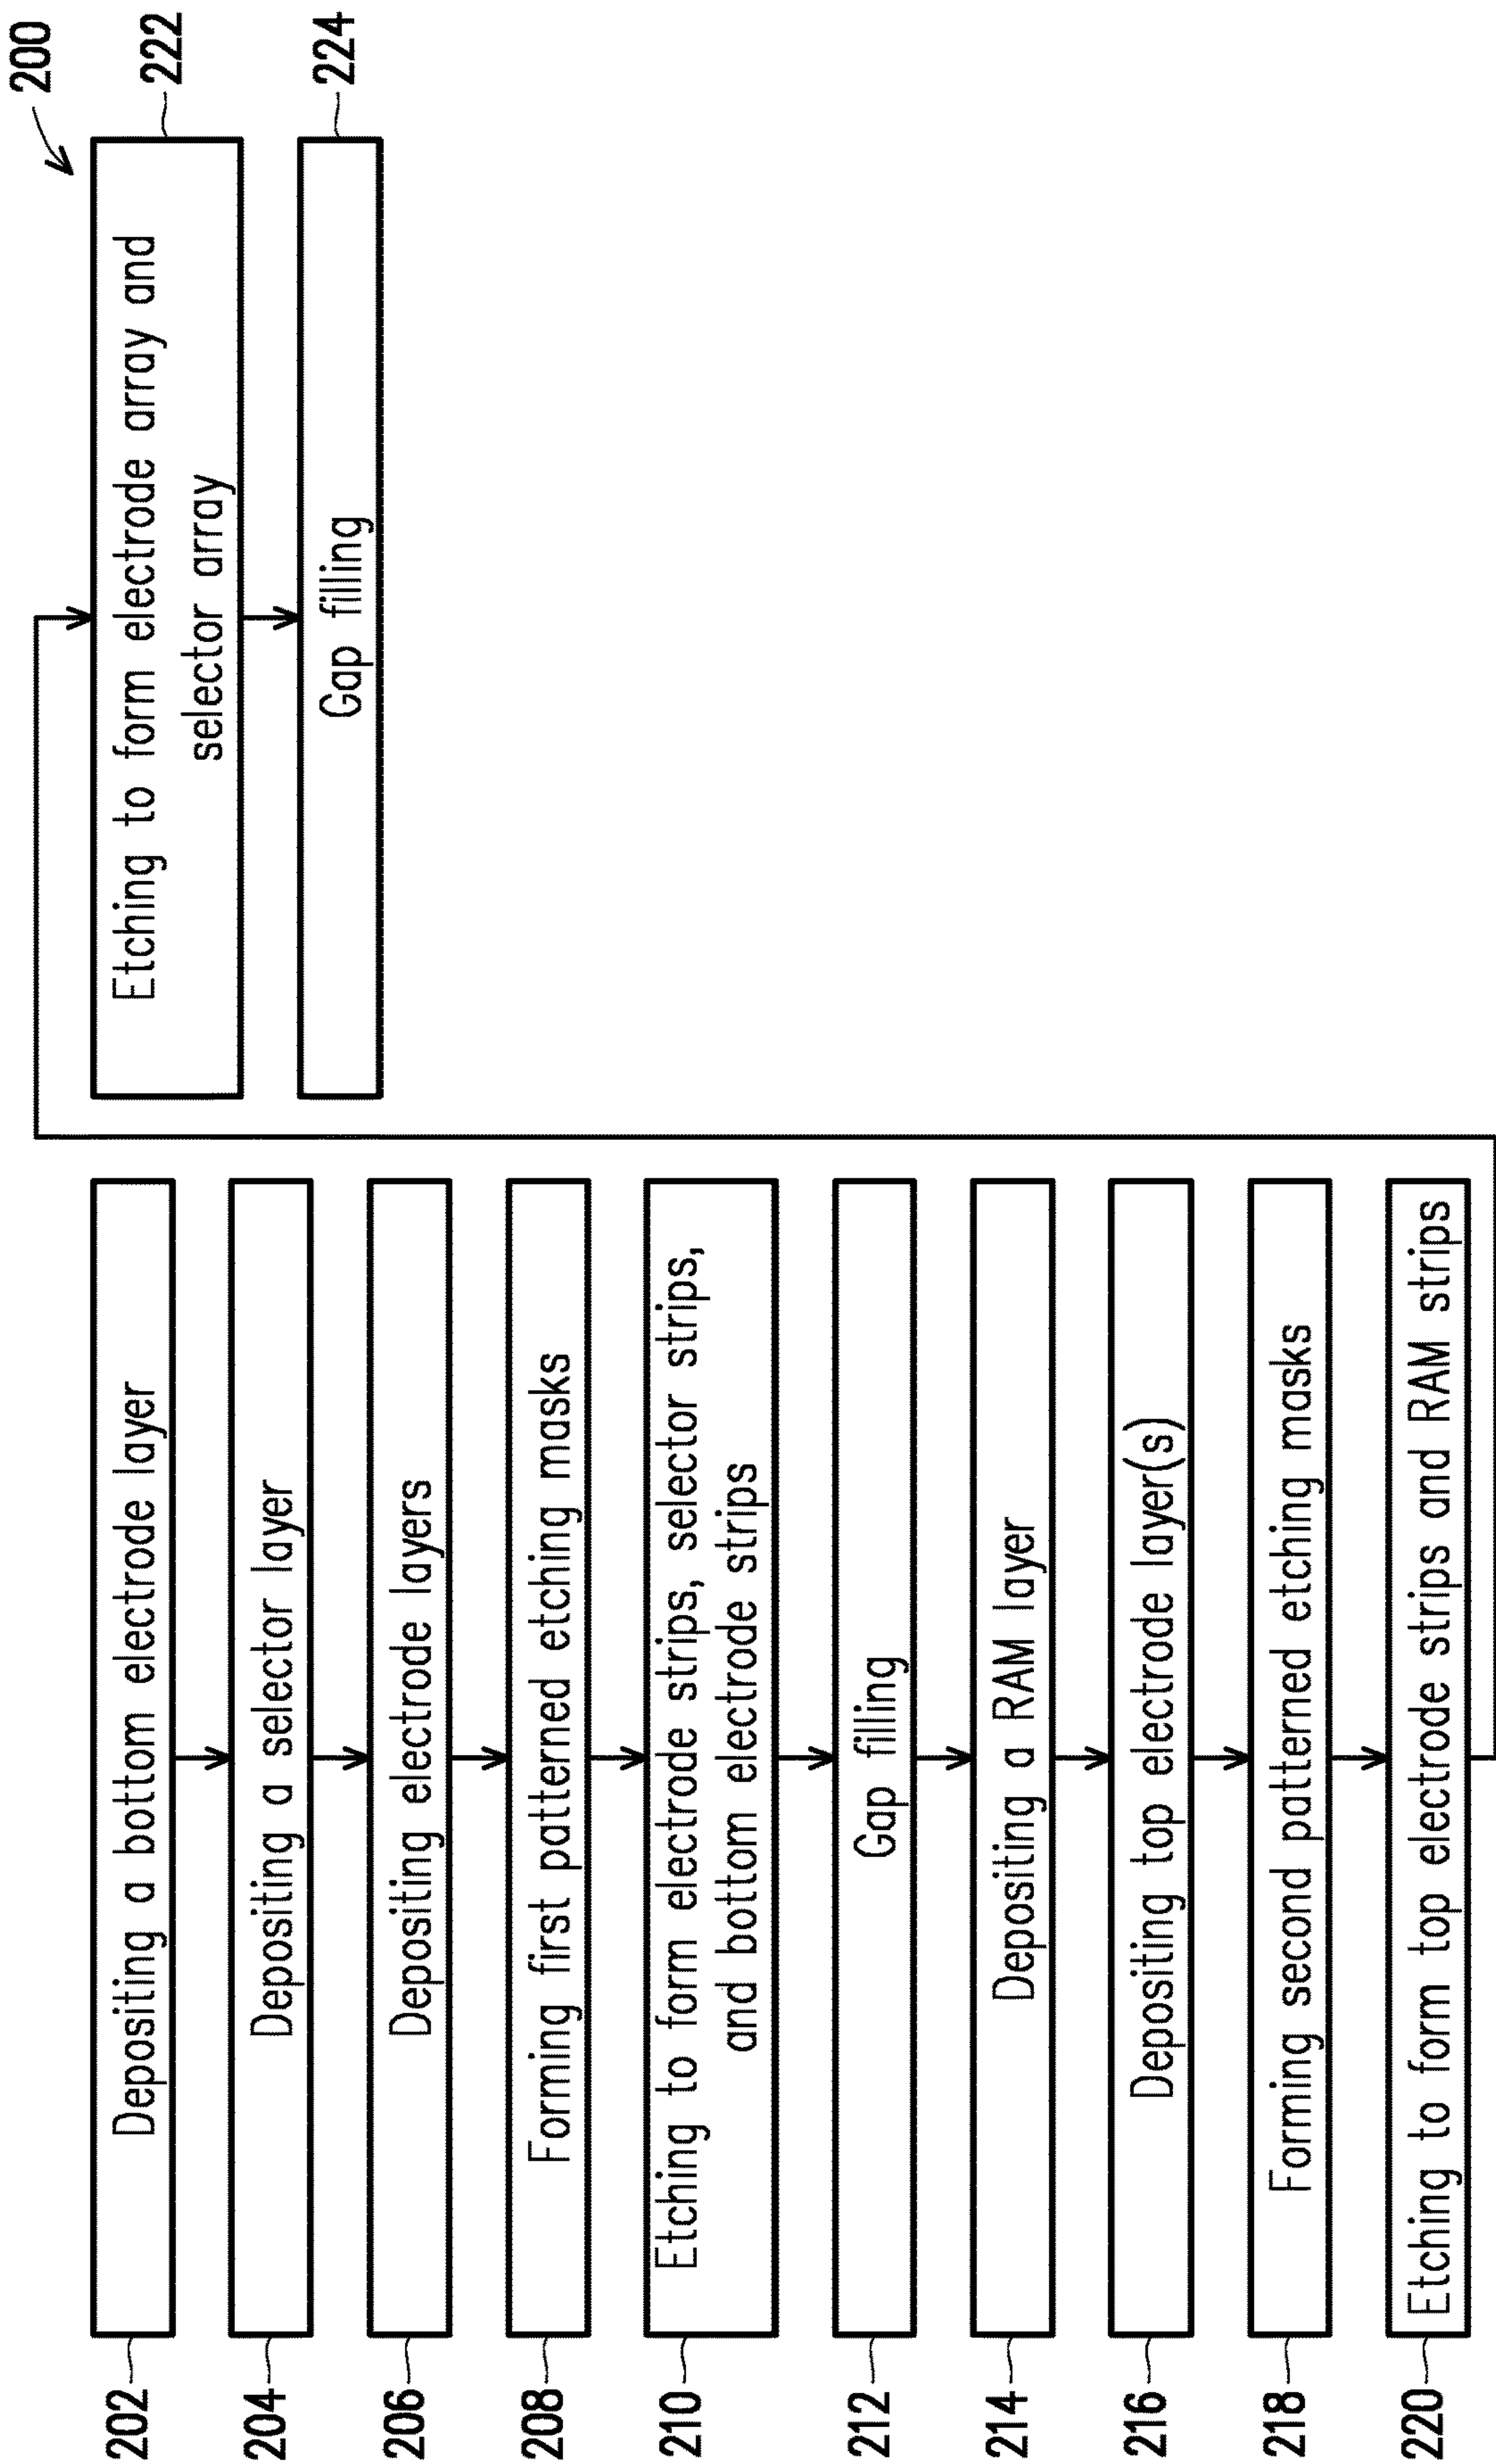 200
202
Depositing a bottom electrode layer
204
Depositing a selector layer
206
Depositing electrode layers
208
Forming first patterned etching masks
210
Etching to form electrode strips, selector strips,
and bottom electrode strips
212
Gap filling
214
Depositing a RAM layer
216
Depositing top electrode layer(s)
218
Forming second patterned etching masks
220
Etching to form top electrode strips and RAM strips
222
Etching to form electrode array and
selector array
224
Gap filling